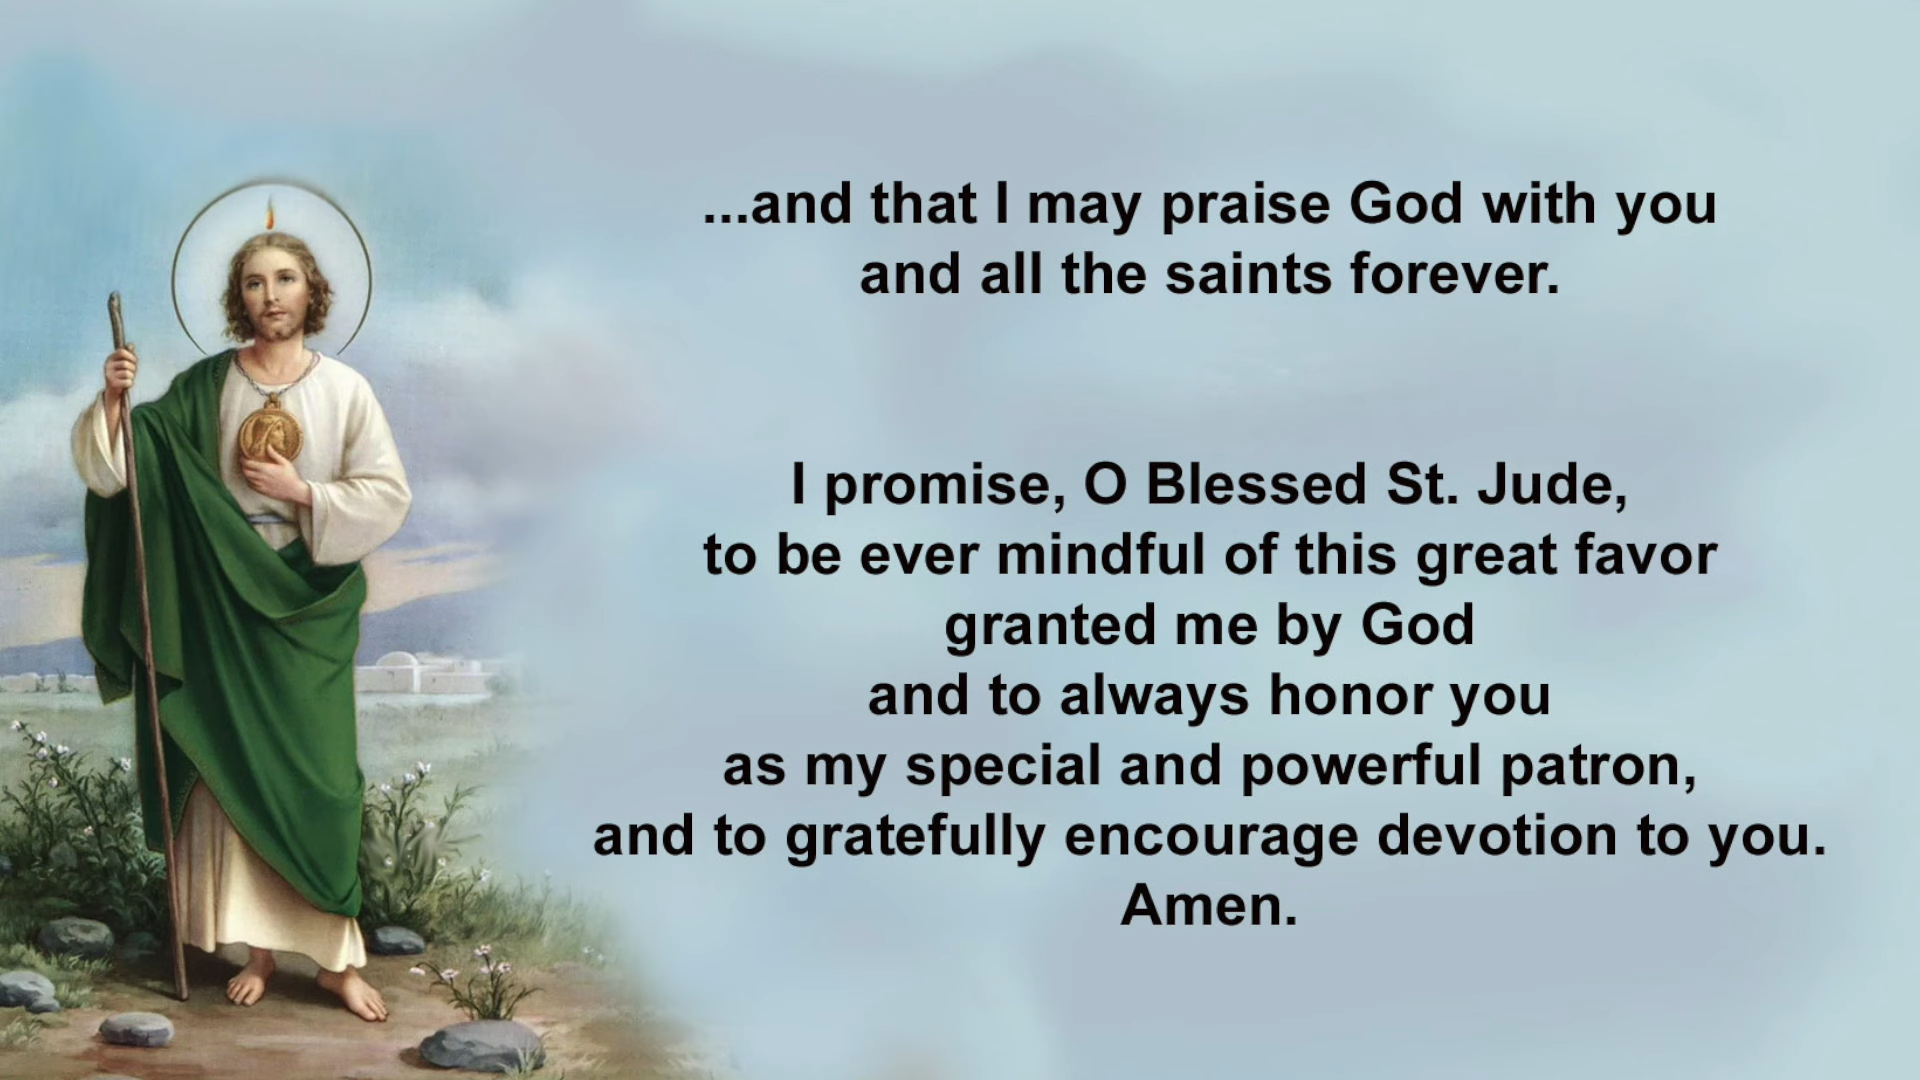 ...and that I may praise God with you
and all the saints forever.
I promise, O Blessed St. Jude,
to be ever mindful of this great favor
granted me by God
and to always honor you
as my special and powerful patron,
and to gratefully encourage devotion to you.
Amen.